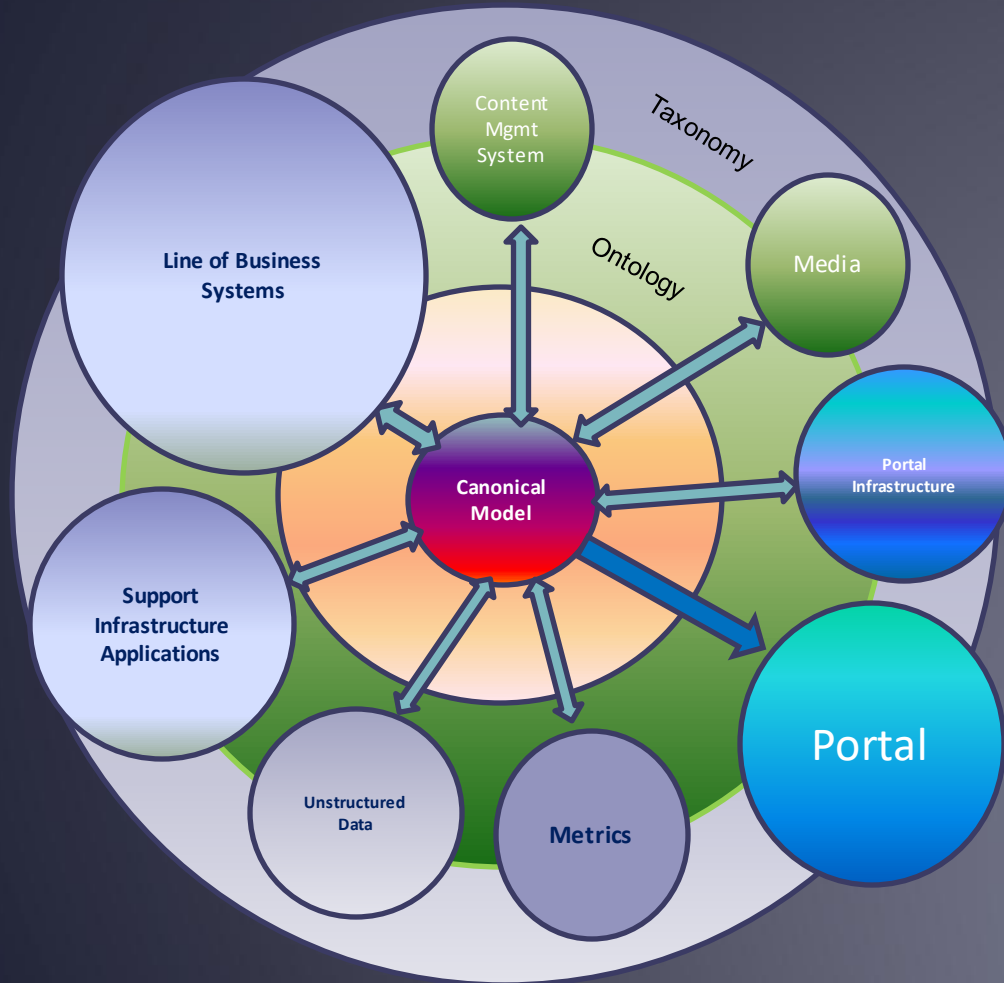 Content
Mgmt
System
Taxonomy
Ontology
Media
Line of Business
Systems
Portal
Infrastructure
Canonical
Model
Support
Infrastructure
Applications
Portal
Unstructured
Data
Metrics